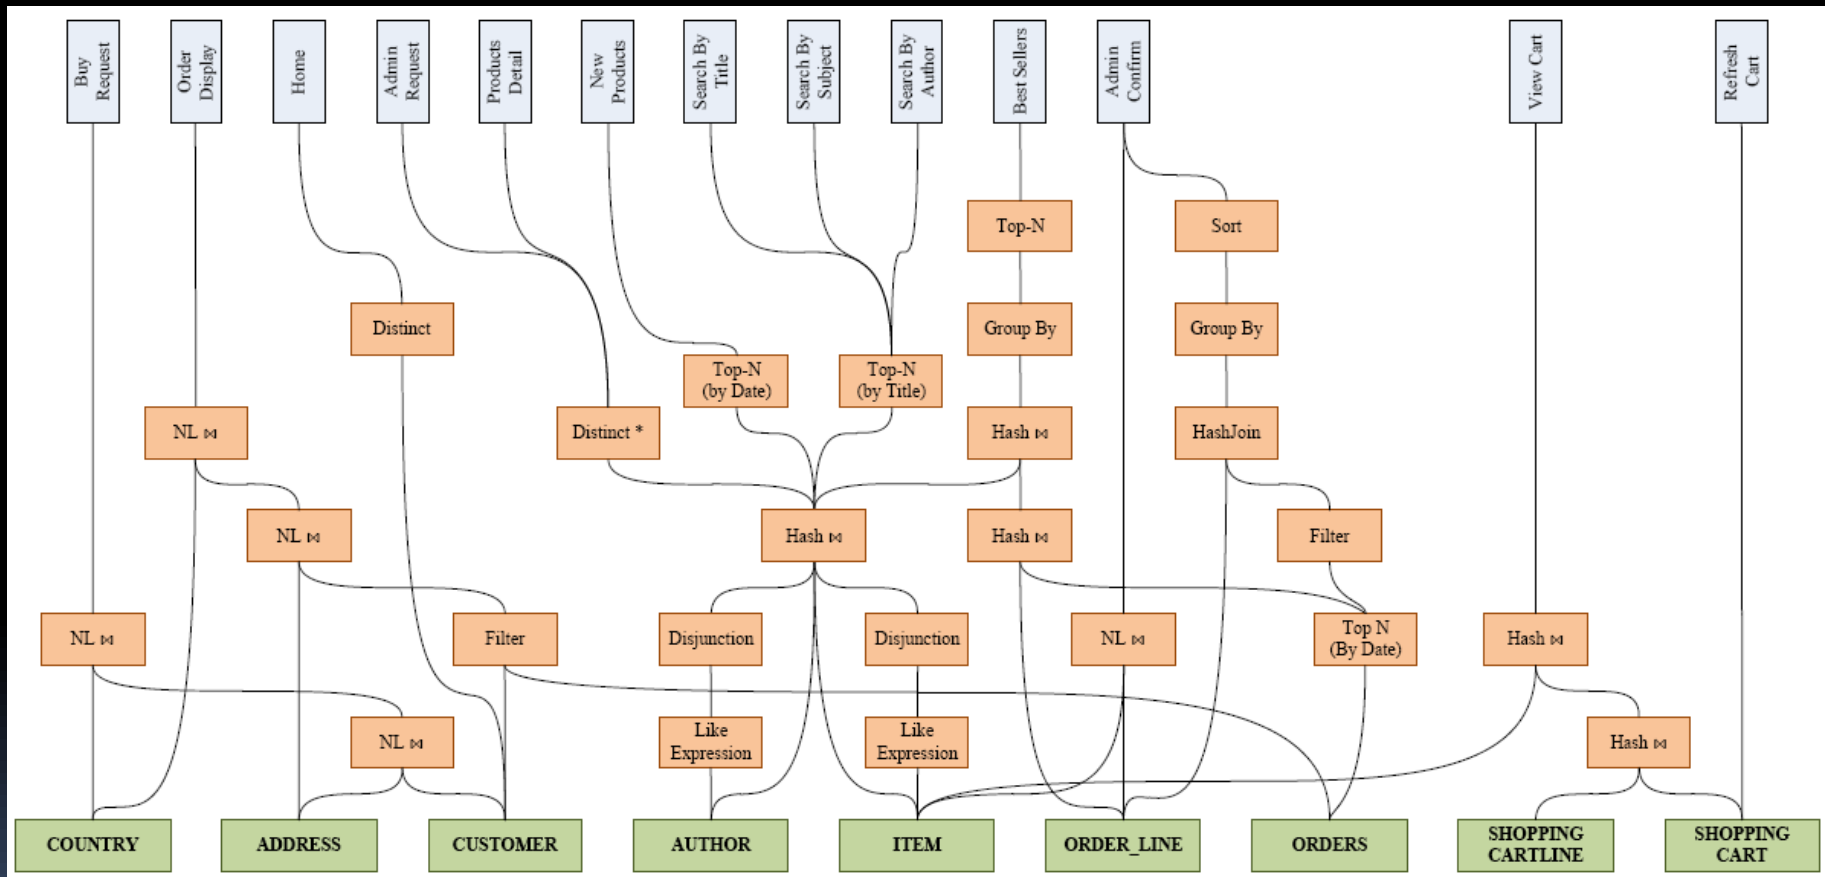 Buy
Request
Order
Display
Home
Admin
Request
Products
Detail
New
Products
Search By
Title
Search By
Subject
Search By
Author
Best Sellers
Admin
Confirm
View Cart
Refresh
Cart
Top-N
Sort
Distinct
Group By
Group By
Top-N
(by Date)
Top-N
(by Title)
NL ⋈
Distinct *
Hash ⋈
HashJoin
NL ⋈
Hash ⋈
Hash ⋈
Filter
NL ⋈
Filter
Disjunction
Disjunction
NL ⋈
Top N
(By Date)
Hash ⋈
NL ⋈
Like
Expression
Like
Expression
Hash ⋈
COUNTRY
ADDRESS
CUSTOMER
AUTHOR
ITEM
ORDER_LINE
ORDERS
SHOPPING
CARTLINE
SHOPPING
CART